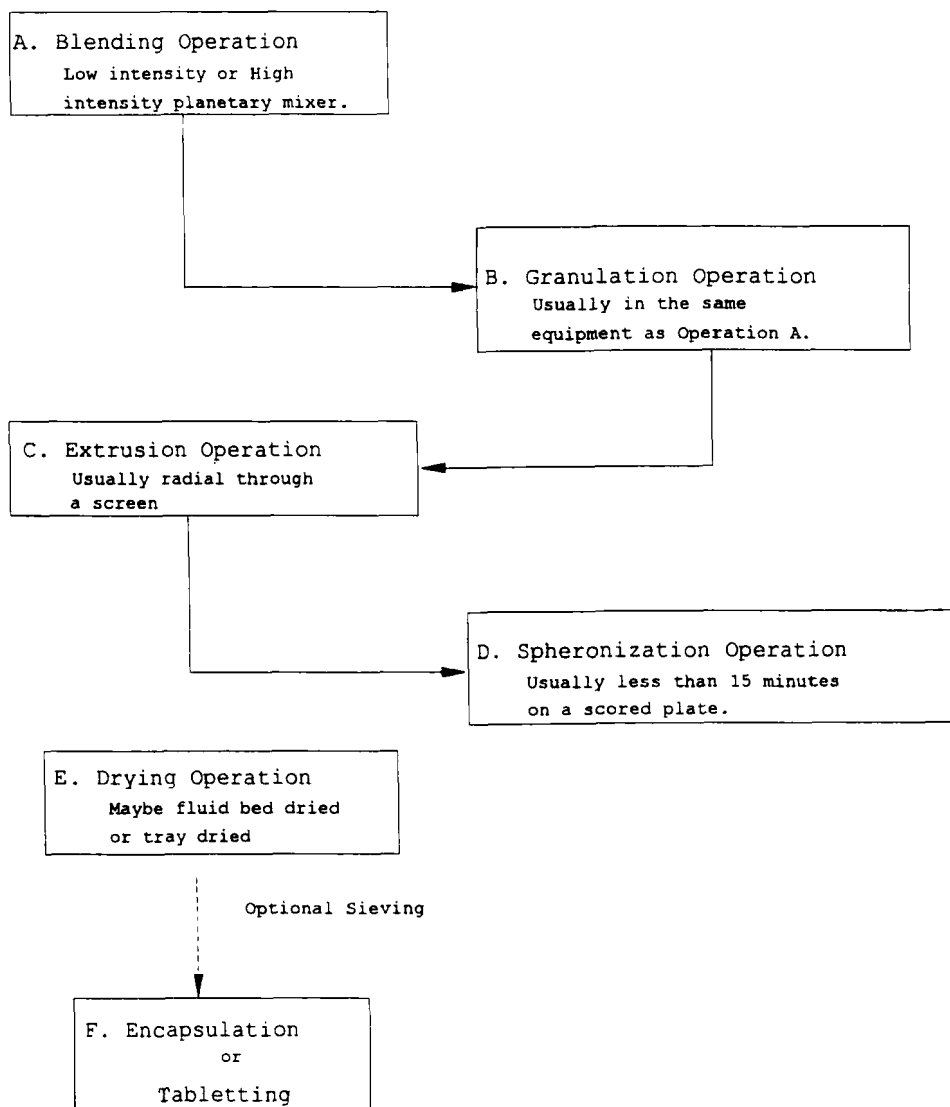 A. Blending Operation
Low intensity or High
intensity planetary mixer.
B. Granulation Operation
Usually in the same
equipment as Operation A.
C. Extrusion Operation
Usually radial through
a screen
D. Spheronization Operation
Usually less than 15 minutes
on a scored plate.
E. Drying Operation
Maybe fluid bed dried
or tray dried
Optional Sieving
F. Encapsulation
or
Tabletting